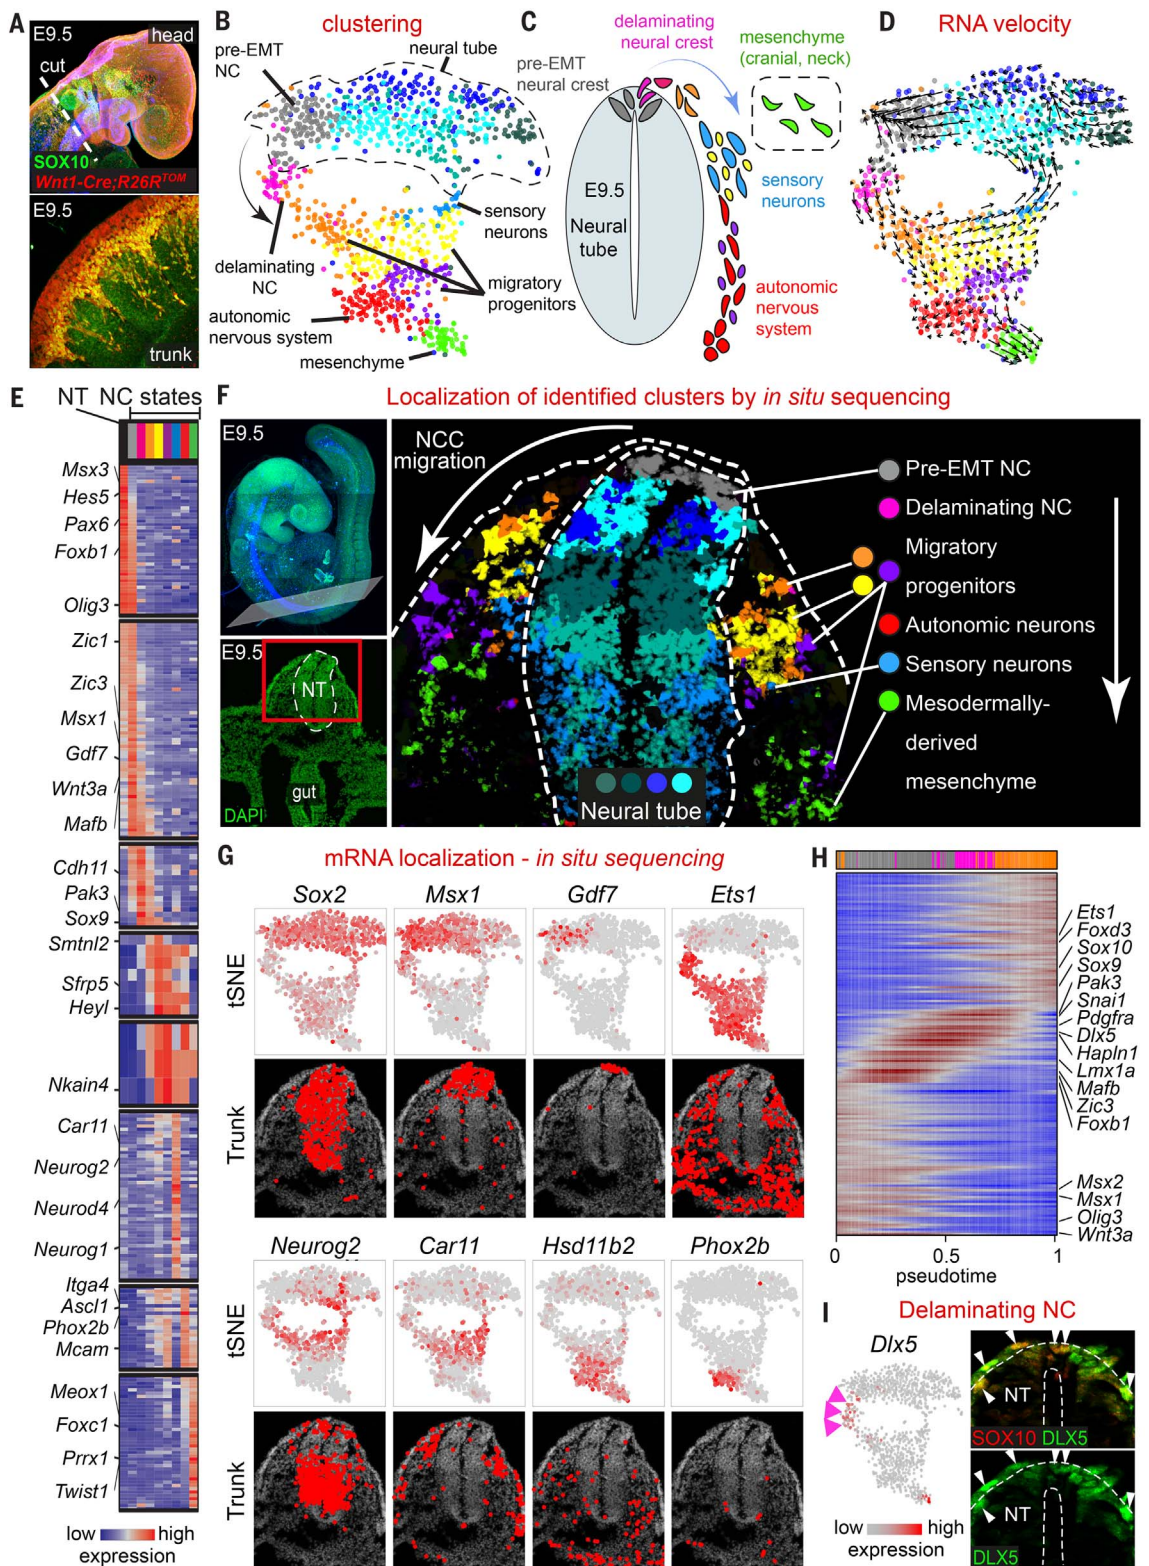 A
E9.5
head
cut
SOX10
Wnt1-Cre;R26R^TOM
E9.5
trunk
B
clustering
pre-EMT
NC
neural tube
sensory
neurons
delaminating
NC
migratory
progenitors
autonomic
nervous system
mesenchyme
C
delaminating
neural crest
mesenchyme
(cranial, neck)
pre-EMT
neural crest
E9.5
Neural
tube
sensory
neurons
autonomic
nervous
system
D
RNA velocity
E
NT NC states
Msx3
Hes5
Pax6
Foxb1
Olig3
Zic1
Zic3
Msx1
Gdf7
Wnt3a
Mafb
Cdh11
Pak3
Sox9
Smtnl2
Sfrp5
Heyl
Nkain4
Car11
Neurog2
Neurod4
Neurog1
Itga4
Ascl1
Phox2b
Mcam
Meox1
Foxc1
Prrx1
Twist1
low high
expression
F
Localization of identified clusters by in situ sequencing
E9.5
E9.5
NT
gut
DAPI
NCC
migration
Pre-EMT NC
Delaminating NC
Migratory
progenitors
Autonomic neurons
Sensory neurons
Mesodermally-
derived
mesenchyme
Neural tube
G
mRNA localization - in situ sequencing
Sox2 Msx1 Gdf7 Ets1
tSNE
Trunk
Neurog2 Car11 Hsd11b2 Phox2b
tSNE
Trunk
H
Ets1
Foxd3
Sox10
Sox9
Pak3
Snai1
Pdgfra
Dlx5
Hapln1
Lmx1a
Mafb
Zic3
Foxb1
Msx2
Msx1
Olig3
Wnt3a
0 0.5 1
pseudotime
I
Delaminating NC
Dlx5
low high
expression
NT
SOX10 DLX5
NT
DLX5